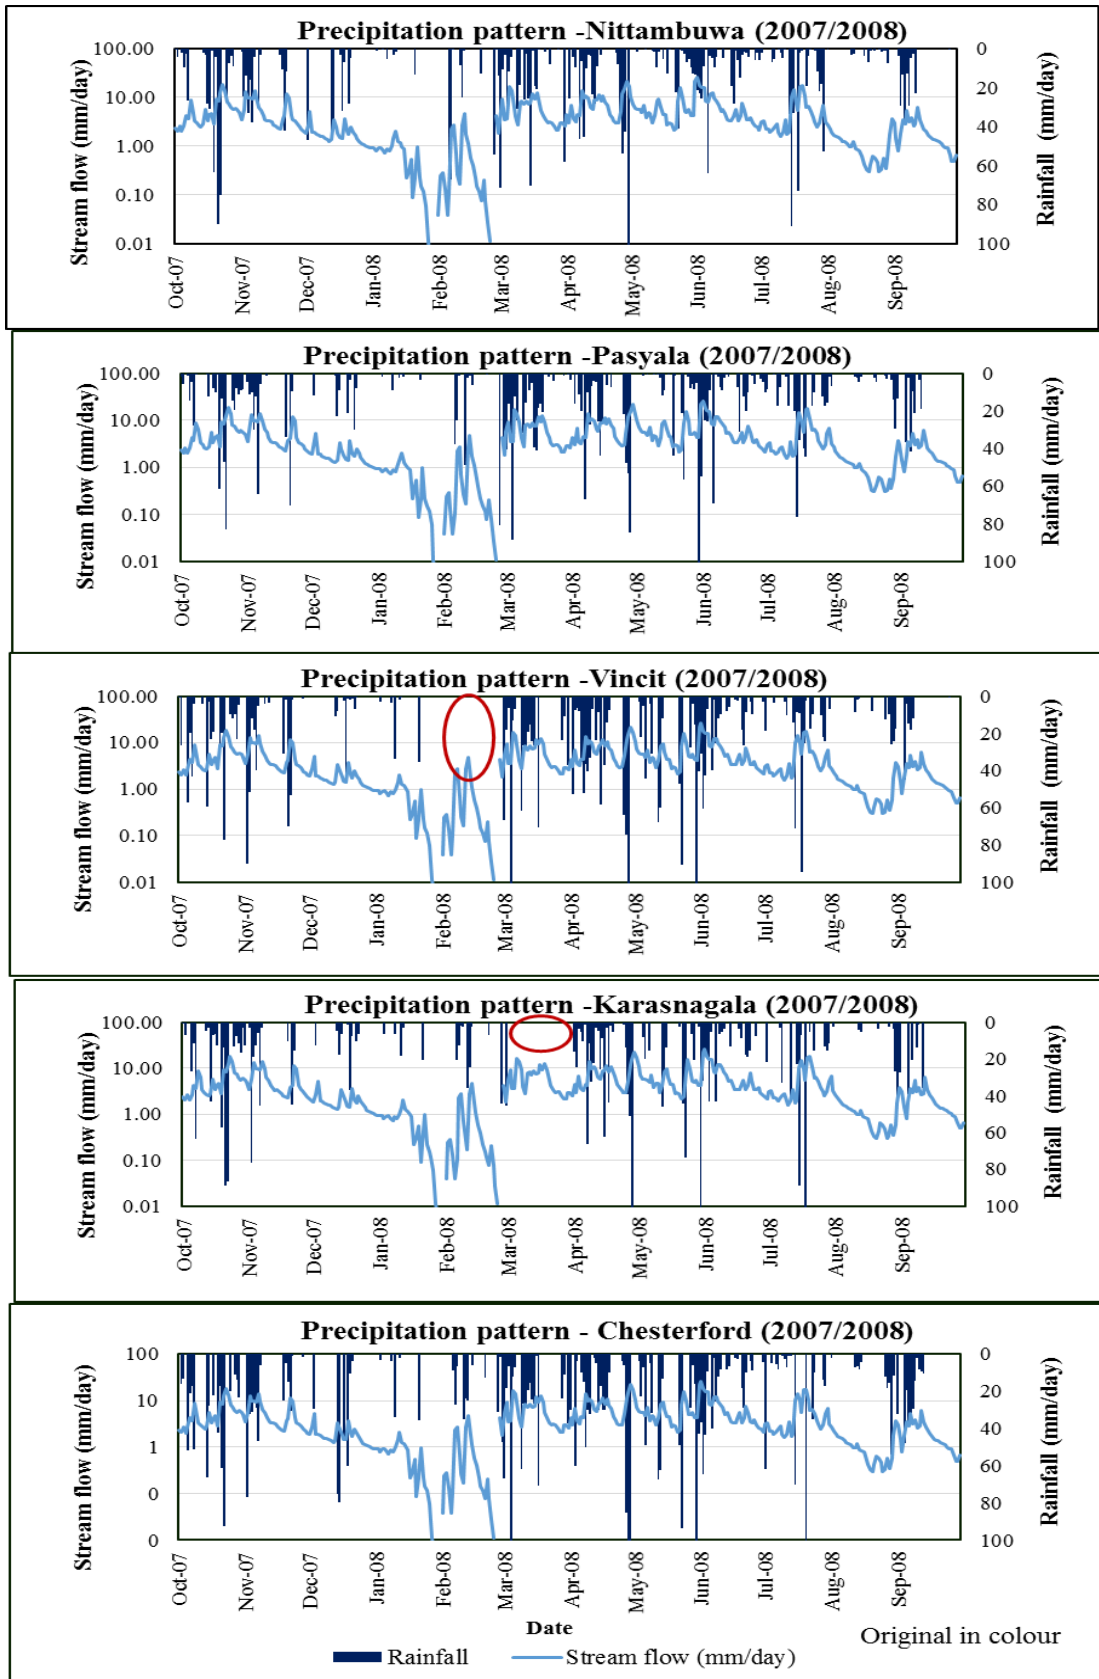 Precipitation pattern -Nittambuwa (2007/2008)
Stream flow (mm/day)
100.00
10.00
1.00
0.10
0.01
0
20
40
60
80
100
Rainfall (mm/day)
Oct-07
Nov-07
Dec-07
Jan-08
Feb-08
Mar-08
Apr-08
May-08
Jun-08
Jul-08
Aug-08
Sep-08
Precipitation pattern -Pasyala (2007/2008)
Stream flow (mm/day)
100.00
10.00
1.00
0.10
0.01
0
20
40
60
80
100
Rainfall (mm/day)
Oct-07
Nov-07
Dec-07
Jan-08
Feb-08
Mar-08
Apr-08
May-08
Jun-08
Jul-08
Aug-08
Sep-08
Precipitation pattern -Vincit (2007/2008)
Stream flow (mm/day)
100.00
10.00
1.00
0.10
0.01
0
20
40
60
80
100
Rainfall (mm/day)
Oct-07
Nov-07
Dec-07
Jan-08
Feb-08
Mar-08
Apr-08
May-08
Jun-08
Jul-08
Aug-08
Sep-08
Precipitation pattern -Karasnagala (2007/2008)
Stream flow (mm/day)
100.00
10.00
1.00
0.10
0.01
0
20
40
60
80
100
Rainfall (mm/day)
Oct-07
Nov-07
Dec-07
Jan-08
Feb-08
Mar-08
Apr-08
May-08
Jun-08
Jul-08
Aug-08
Sep-08
Precipitation pattern - Chesterford (2007/2008)
Stream flow (mm/day)
100
10
1
0
0
0
20
40
60
80
100
Rainfall (mm/day)
Oct-07
Nov-07
Dec-07
Jan-08
Feb-08
Mar-08
Apr-08
May-08
Jun-08
Jul-08
Aug-08
Sep-08
Date
Rainfall
Stream flow (mm/day)
Original in colour